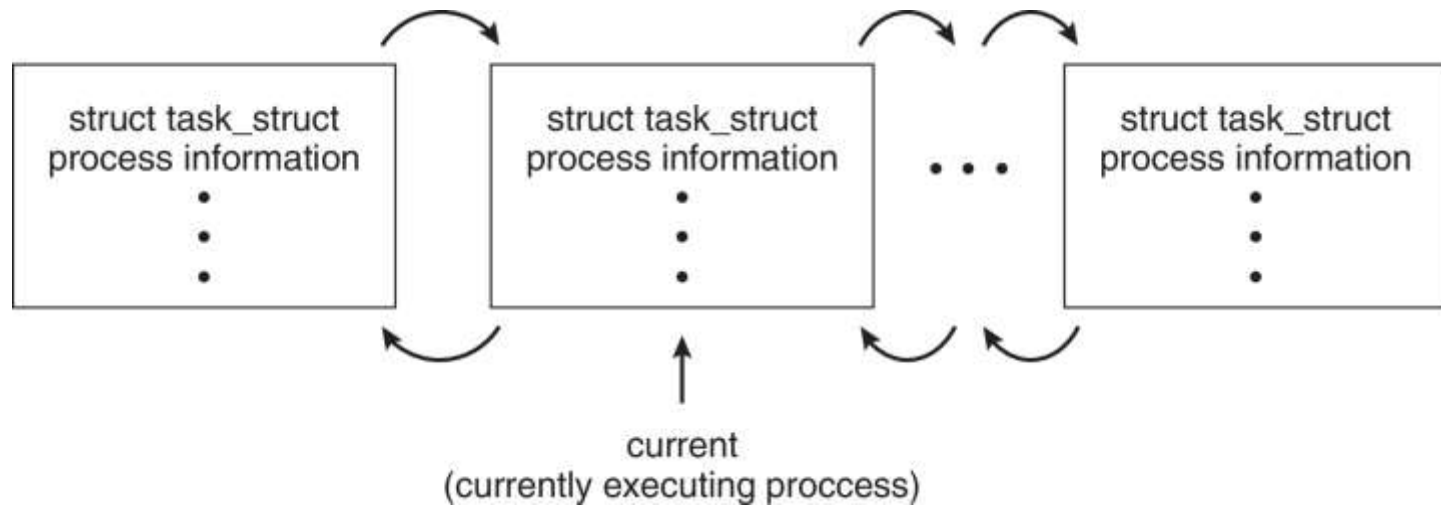 struct task_struct
process information
struct task_struct
process information
struct task_struct
process information
current
(currently executing proccess)